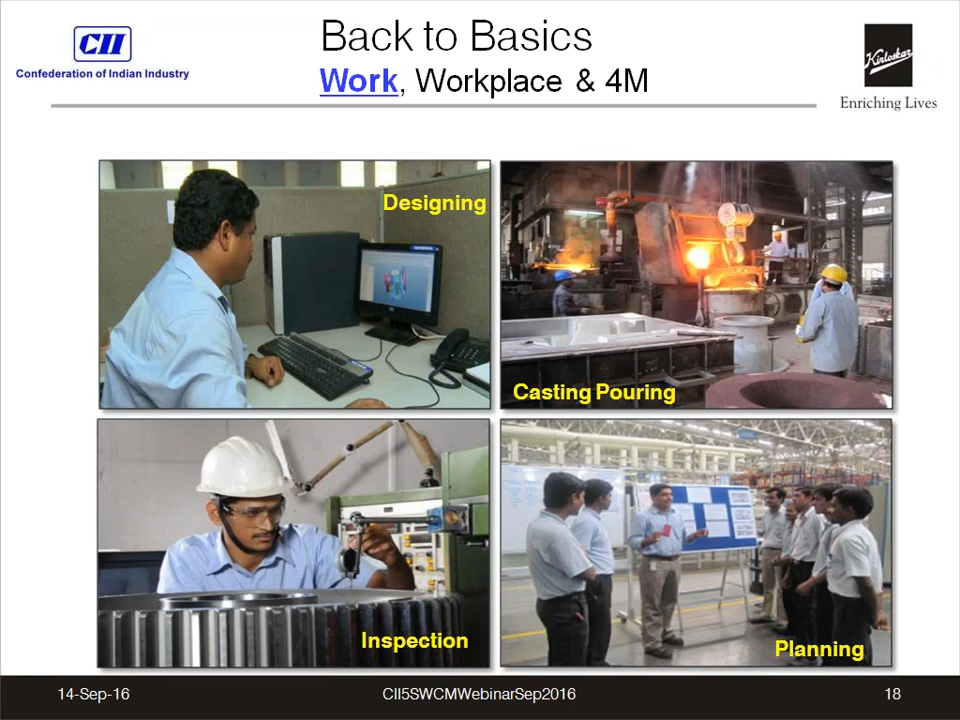 Back to Basics
Work, Workplace & 4M
CII
Confederation of Indian Industry
Kirloskar
Enriching Lives
Designing
Casting Pouring
Inspection
Planning
14-Sep-16
CII5SWCMWebinarSep2016
18